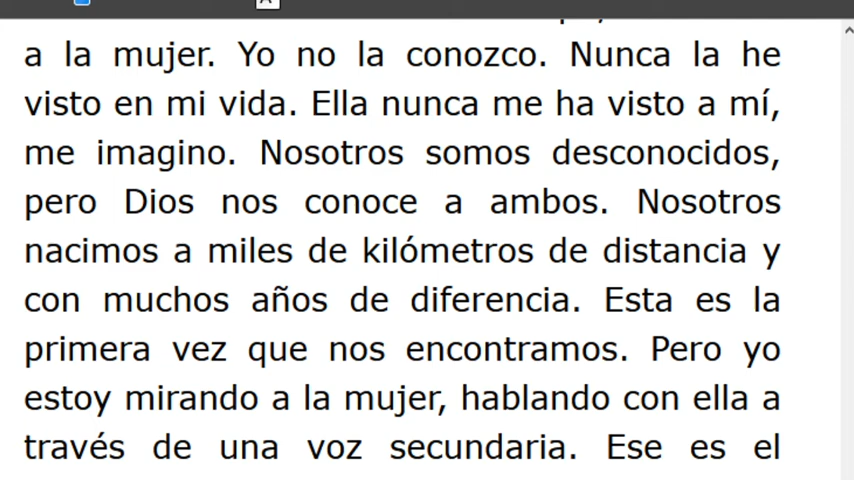 a la mujer. Yo no la conozco. Nunca la he
visto en mi vida. Ella nunca me ha visto a mí,
me imagino. Nosotros somos desconocidos,
pero Dios nos conoce a ambos. Nosotros
nacimos a miles de kilómetros de distancia y
con muchos años de diferencia. Esta es la
primera vez que nos encontramos. Pero yo
estoy mirando a la mujer, hablando con ella a
través de una voz secundaria. Ese es el